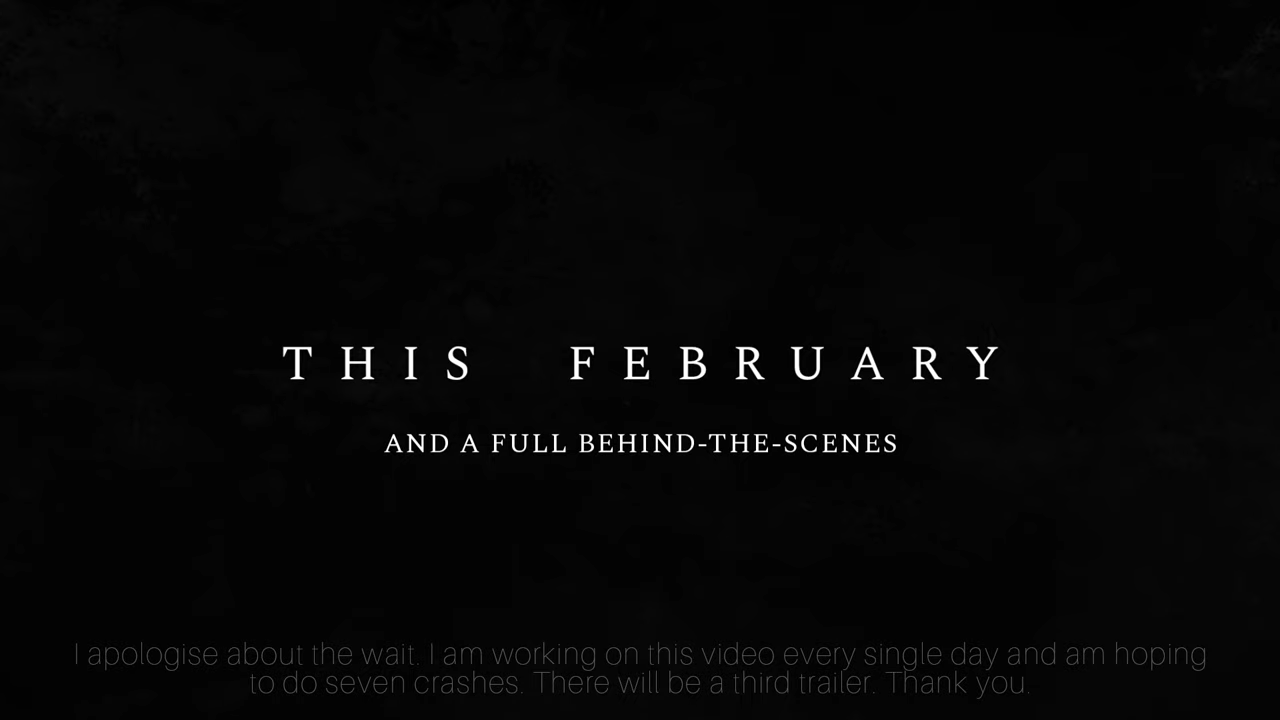 THIS FEBRUARY
AND A FULL BEHIND-THE-SCENES
I apologise about the wait. I am working on this video every single day and am hoping
to do seven crashes. There will be a third trailer. Thank you.